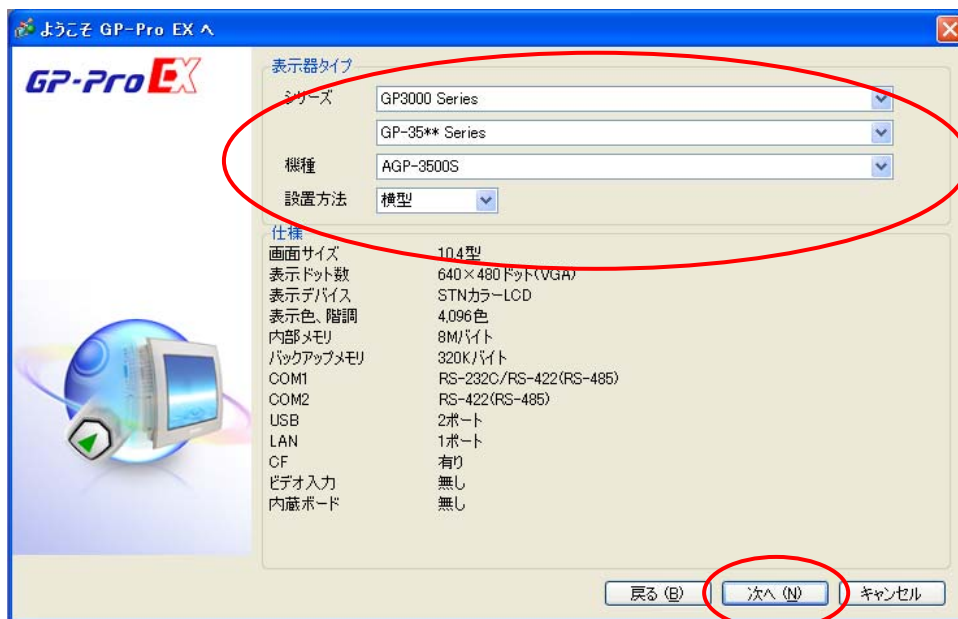 ようこそ GP-Pro EX へ
GP-Pro EX
表示器タイプ
シリーズ GP3000 Series
GP-35** Series
機種 AGP-3500S
設置方法 横型
仕様
画面サイズ 10.4型
表示ドット数 640×480ドット(VGA)
表示デバイス STNカラーLCD
表示色、階調 4,096色
内部メモリ 8Mバイト
バックアップメモリ 320Kバイト
COM1 RS-232C/RS-422(RS-485)
COM2 RS-422(RS-485)
USB 2ポート
LAN 1ポート
CF 有り
ビデオ入力 無し
内蔵ボード 無し
戻る (B) 次へ (N) キャンセル